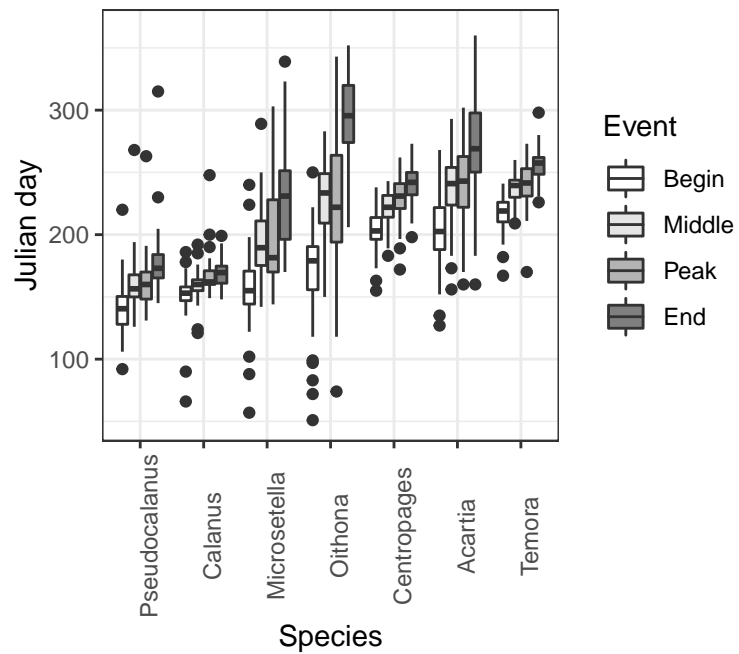 300
200
100
Julian day
Pseudocalanus
Calanus
Microsetella
Oithona
Centropages
Acartia
Temora
Species
Event
Begin
Middle
Peak
End